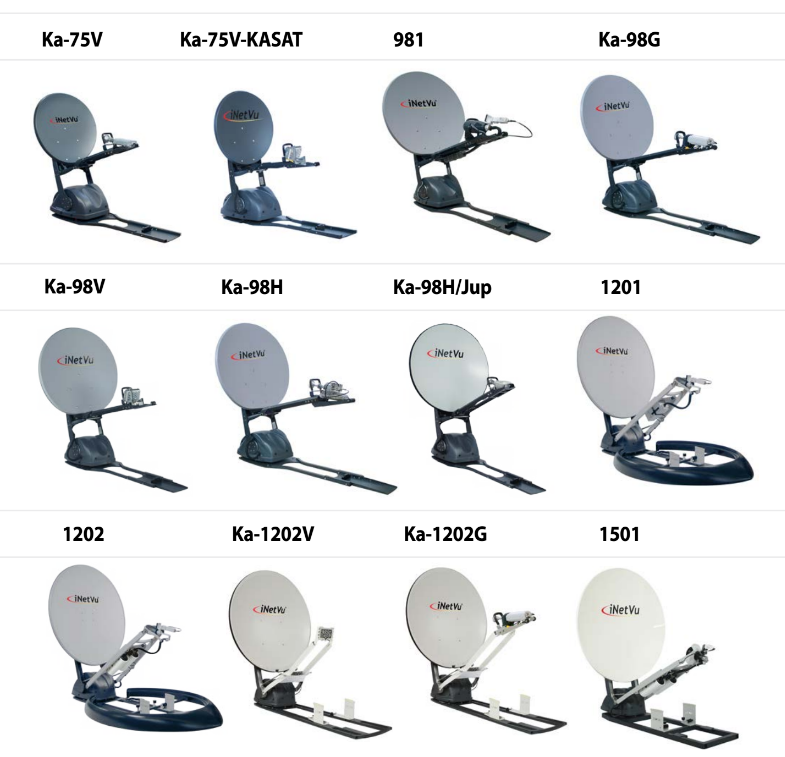 Ka-75V Ka-75V-KASAT 981 Ka-98G
iNetVu iNetVu iNetVu iNetVu
Ka-98V Ka-98H Ka-98H/Jup 1201
iNetVu iNetVu iNetVu iNetVu
1202 Ka-1202V Ka-1202G 1501
iNetVu iNetVu iNetVu iNetVu